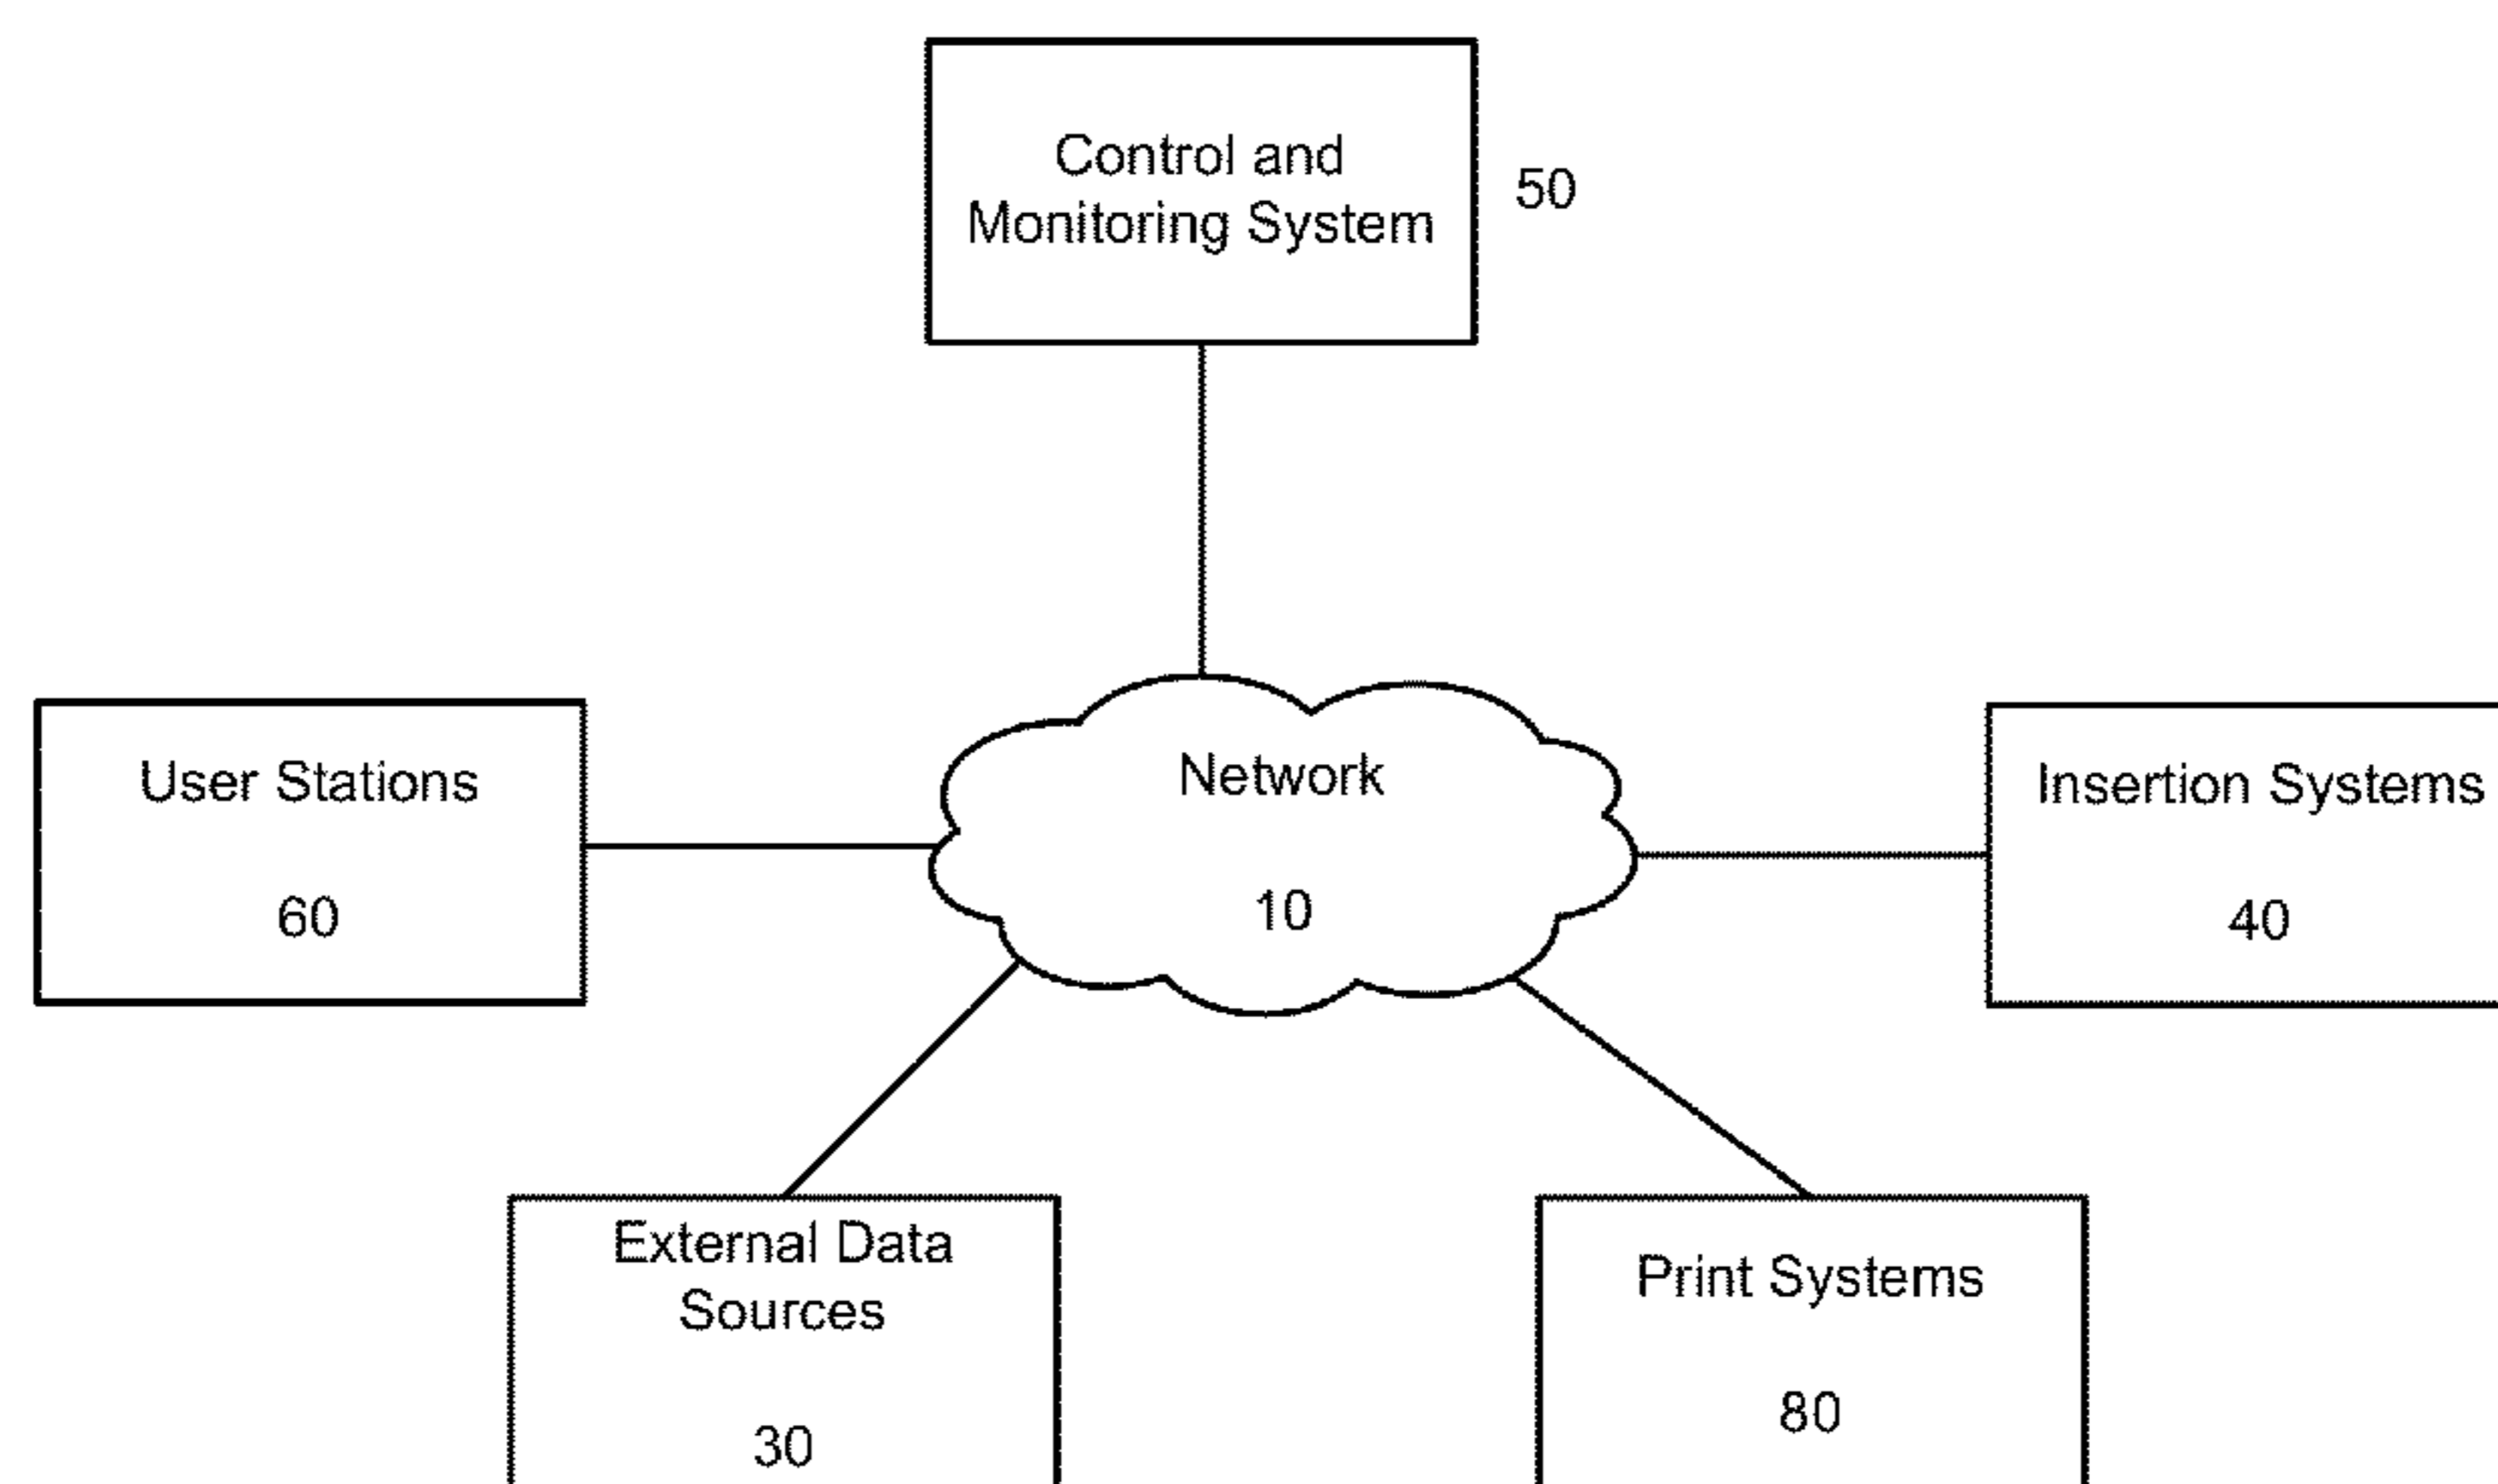 Control and
Monitoring System
50
User Stations
60
Network
10
Insertion Systems
40
External Data
Sources
30
Print Systems
80